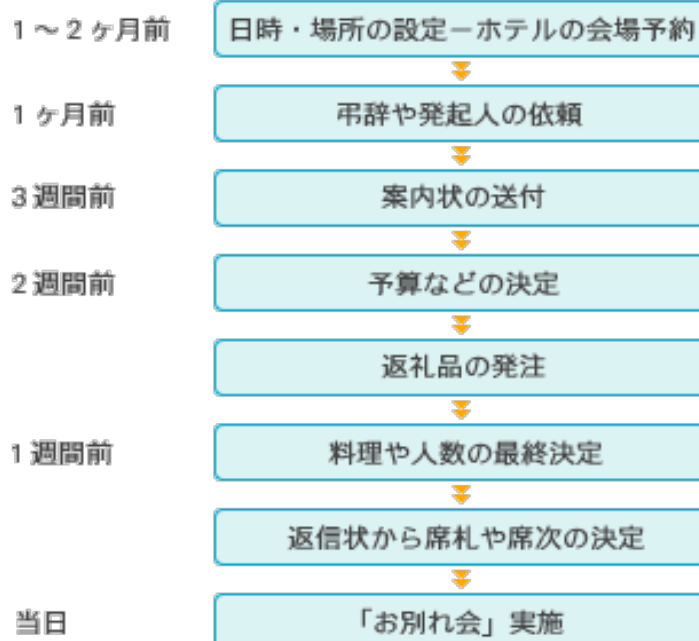 1～2ヶ月前 日時・場所の設定－ホテルの会場予約
1ヶ月前 弔辞や発起人の依頼
3週間前 案内状の送付
2週間前 予算などの決定
返礼品の発注
1週間前 料理や人数の最終決定
返信状から席札や席次の決定
当日 「お別れ会」実施